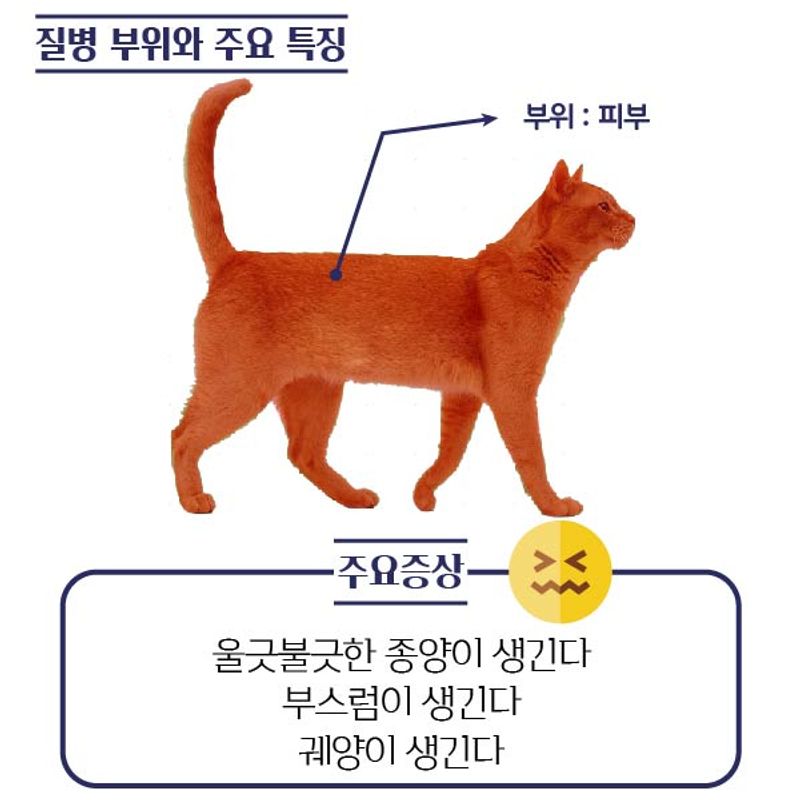 질병 부위와 주요 특징
부위 : 피부
주요증상
울긋불긋한 종양이 생긴다
부스럼이 생긴다
궤양이 생긴다